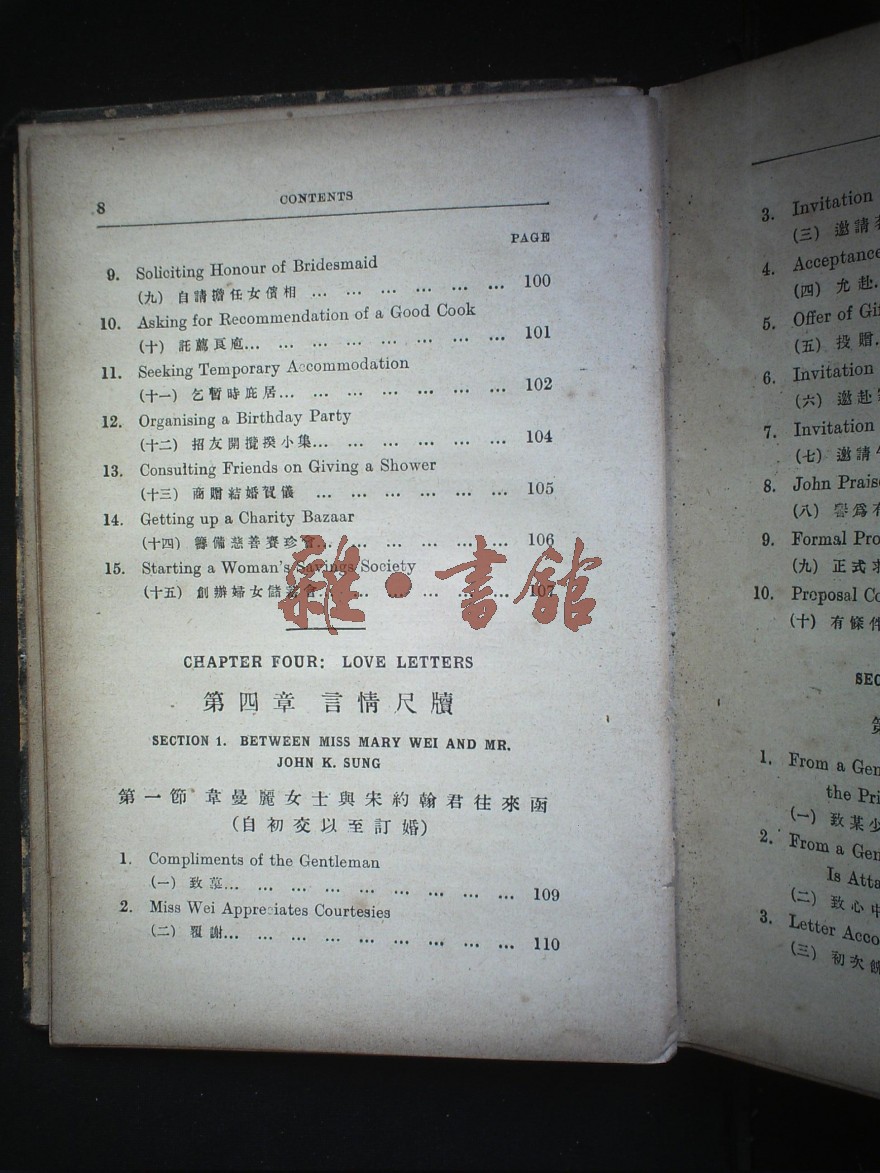 8
CONTENTS
PAGE
9. Soliciting Honour of Bridesmaid
(九) 自請擔任女儐相 ... ... ... ... ... ... 100
10. Asking for Recommendation of a Good Cook
(十) 託薦良庖... ... ... ... ... ... ... 101
11. Seeking Temporary Accommodation
(十一) 乞暫時庇居... ... ... ... ... ... 102
12. Organising a Birthday Party
(十二) 招友開攬揆小集... ... ... ... ... 104
13. Consulting Friends on Giving a Shower
(十三) 商贈結婚賀儀 ... ... ... ... ... 105
14. Getting up a Charity Bazaar
(十四) 籌備慈善賽珍會... ... ... ... ... 106
15. Starting a Woman's Savings Society
(十五) 創辦婦女儲蓄會... ... ... ... ... 107
雜·書館
CHAPTER FOUR: LOVE LETTERS
第四章 言情尺牘
SECTION 1. BETWEEN MISS MARY WEI AND MR.
JOHN K. SUNG
第一節 韋曼麗女士與宋約翰君往來函
(自初交以至訂婚)
1. Compliments of the Gentleman
(一) 致慕... ... ... ... ... ... ... ... 109
2. Miss Wei Appreciates Courtesies
(二) 覆謝... ... ... ... ... ... ... ... 110
3. Invitation
(三) 邀請
4. Acceptance
(四) 允赴
5. Offer of
(五) 投贈
6. Invitation
(六) 邀赴
7. Invitation
(七) 邀請
8. John
(八) 譽爲有
9. Formal
(九) 正式求
10. Proposal
(十) 有條件
1. From a
the
(一) 致某少
2. From a
Is
(二) 致心中
3. Letter
(三) 初次餽